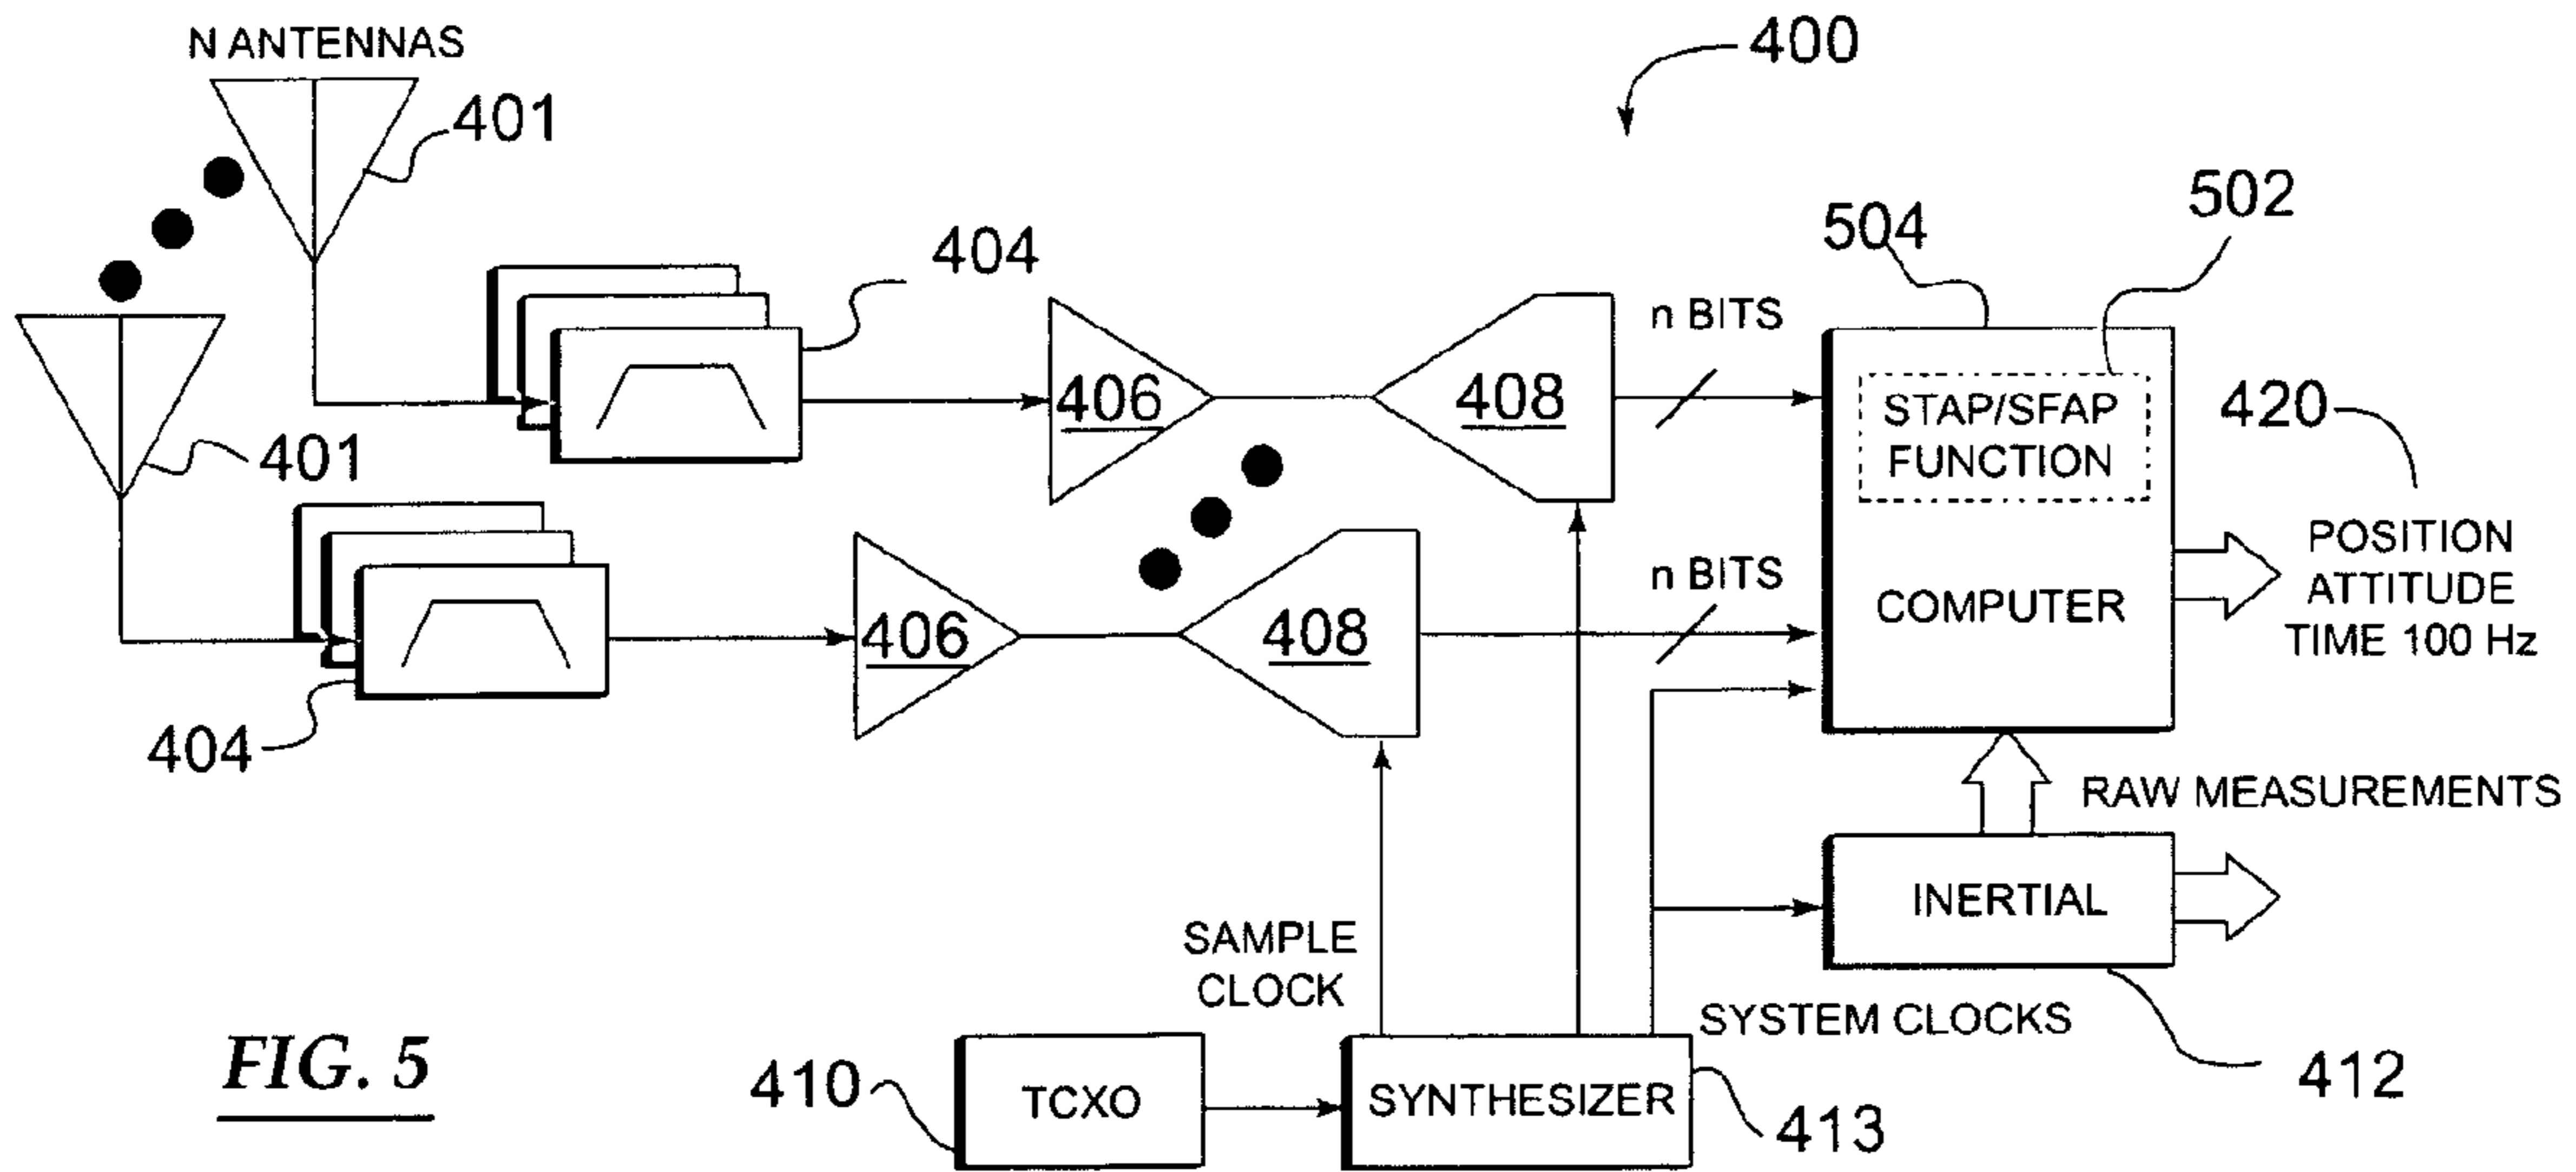 N ANTENNAS
400
401
502
504
404
n BITS
406
408
STAP/SFAP
FUNCTION
420
401
POSITION
ATTITUDE
TIME 100 Hz
n BITS
COMPUTER
406
408
404
RAW MEASUREMENTS
INERTIAL
SAMPLE
CLOCK
SYSTEM CLOCKS
412
FIG. 5
410
TCXO
SYNTHESIZER
413